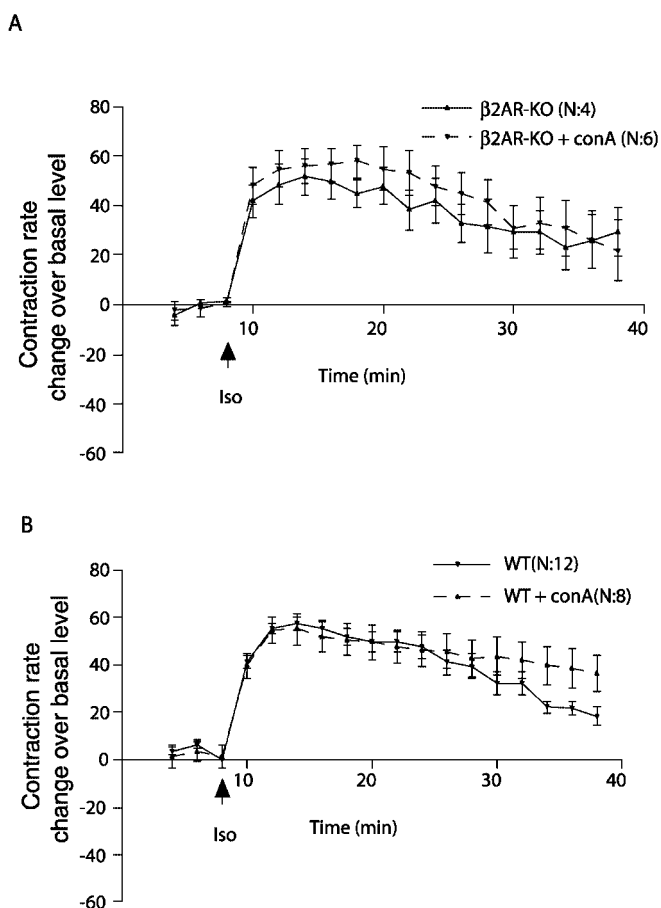 A
80
60
40
20
0
-20
-40
-60
Contraction rate
change over basal level
β2AR-KO (N:4)
β2AR-KO + conA (N:6)
10
20
30
40
Time (min)
Iso
B
80
60
40
20
0
-20
-40
-60
Contraction rate
change over basal level
WT(N:12)
WT + conA(N:8)
10
20
30
40
Time (min)
Iso